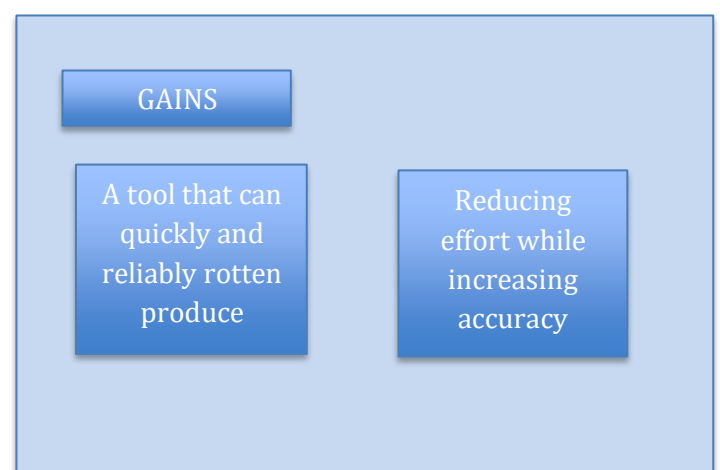 GAINS
A tool that can
quickly and
reliably rotten
produce
Reducing
effort while
increasing
accuracy